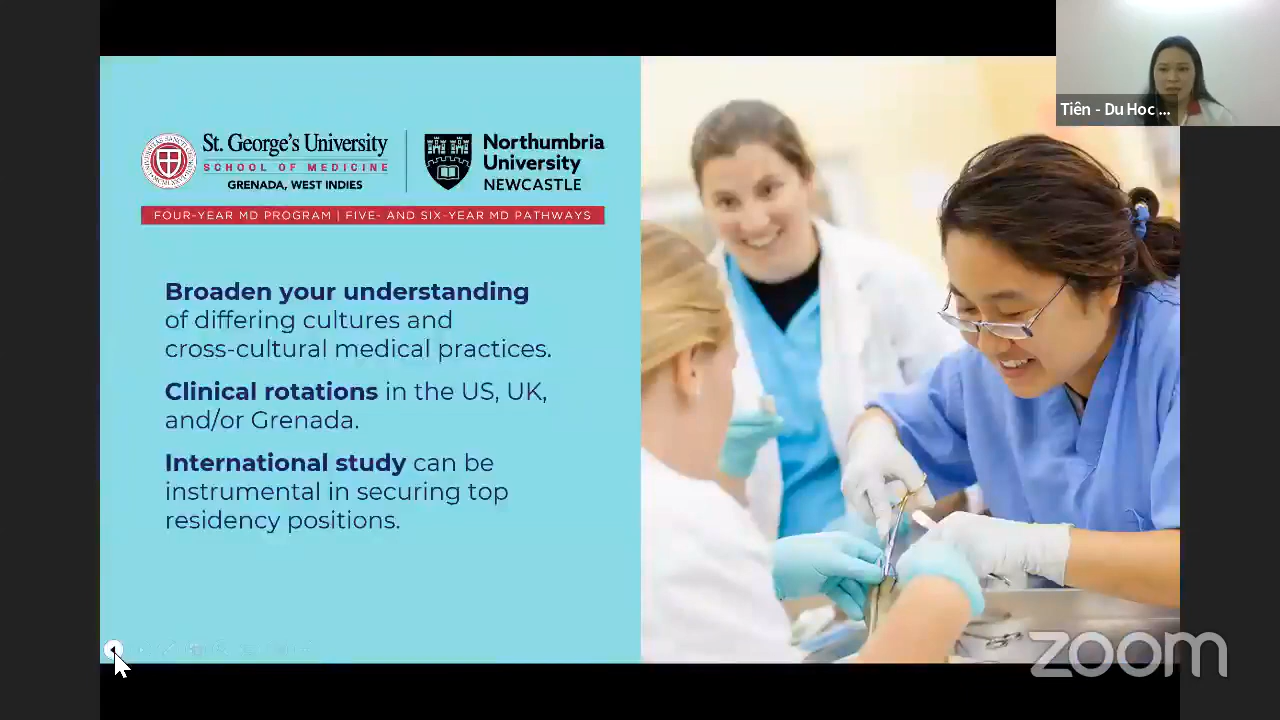 St. George's University
SCHOOL OF MEDICINE
GRENADA, WEST INDIES
Northumbria
University
NEWCASTLE
FOUR-YEAR MD PROGRAM | FIVE- AND SIX-YEAR MD PATHWAYS
Broaden your understanding
of differing cultures and
cross-cultural medical practices.
Clinical rotations in the US, UK,
and/or Grenada.
International study can be
instrumental in securing top
residency positions.
Tiên - Du Hoc ...
zoom